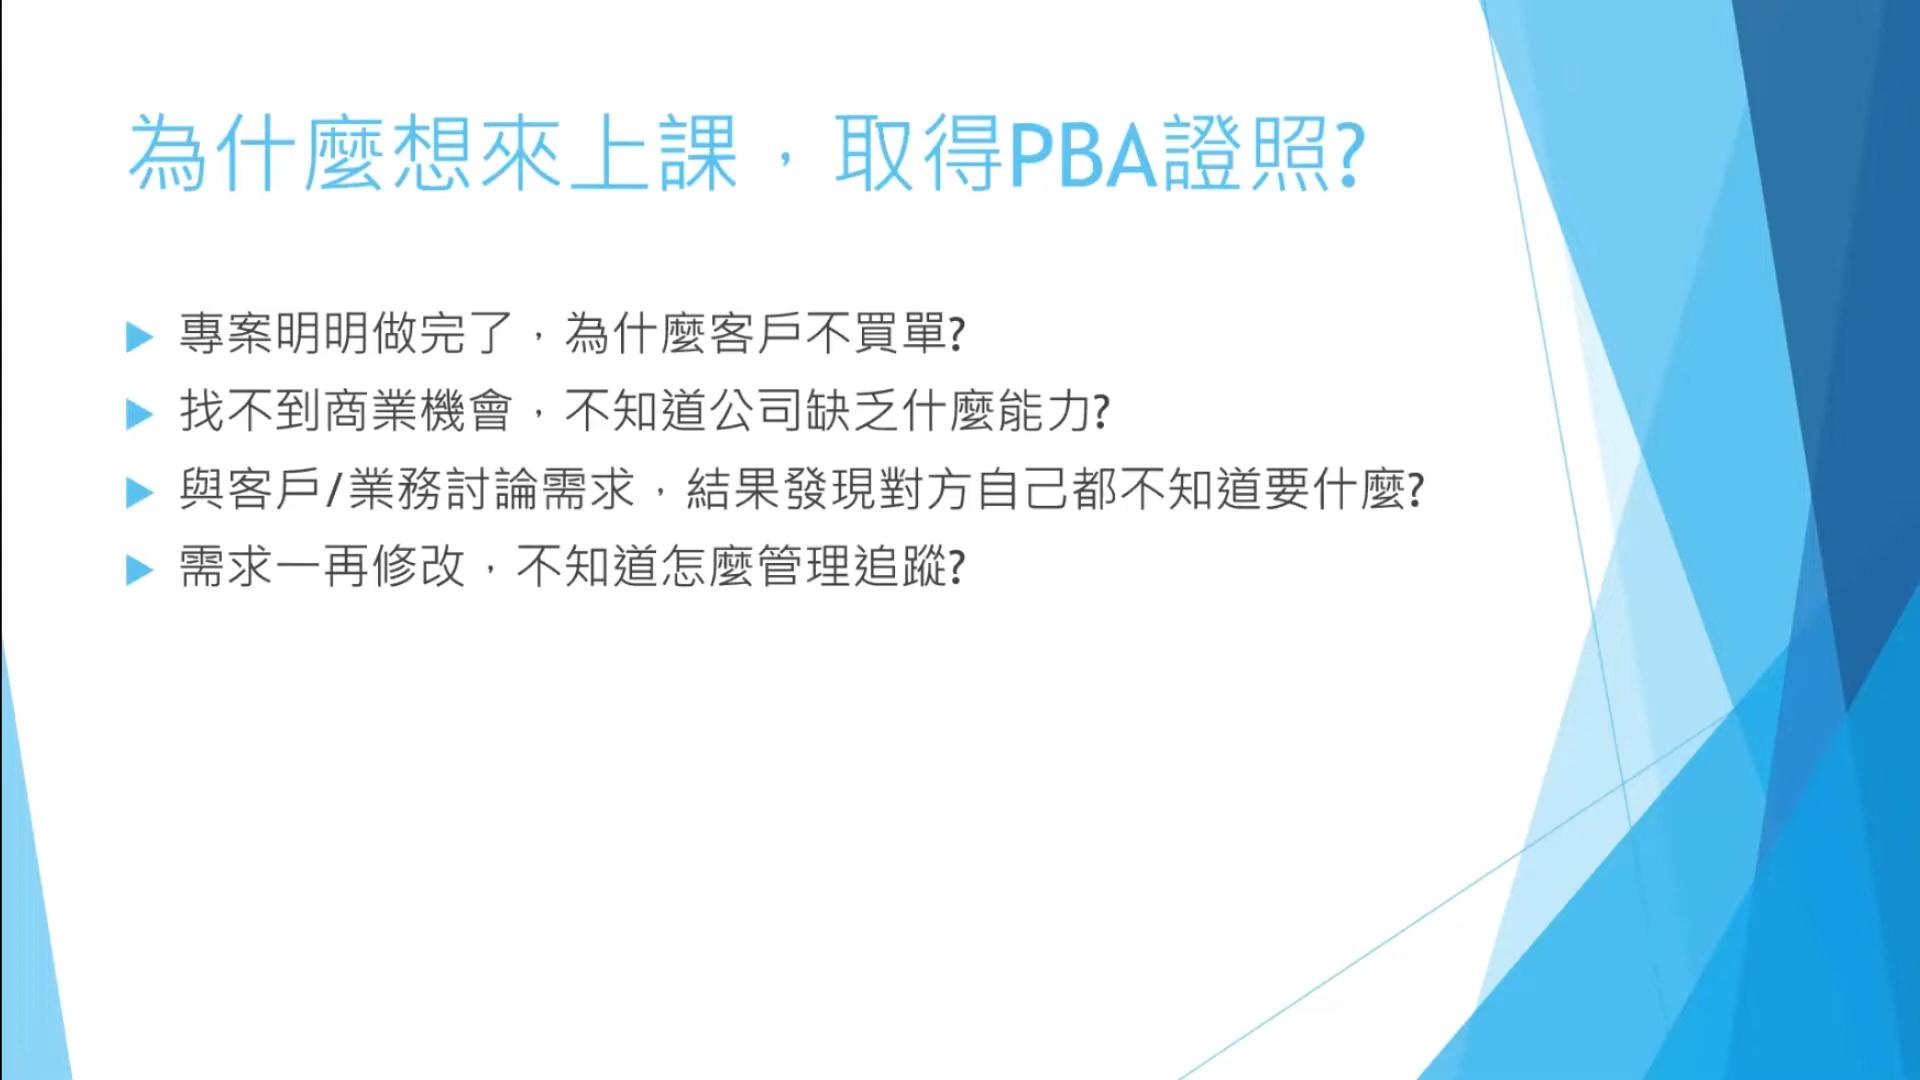 為什麼想來上課，取得PBA證照?
專案明明做完了，為什麼客戶不買單?
找不到商業機會，不知道公司缺乏什麼能力?
與客戶/業務討論需求，結果發現對方自己都不知道要什麼?
需求一再修改，不知道怎麼管理追蹤?